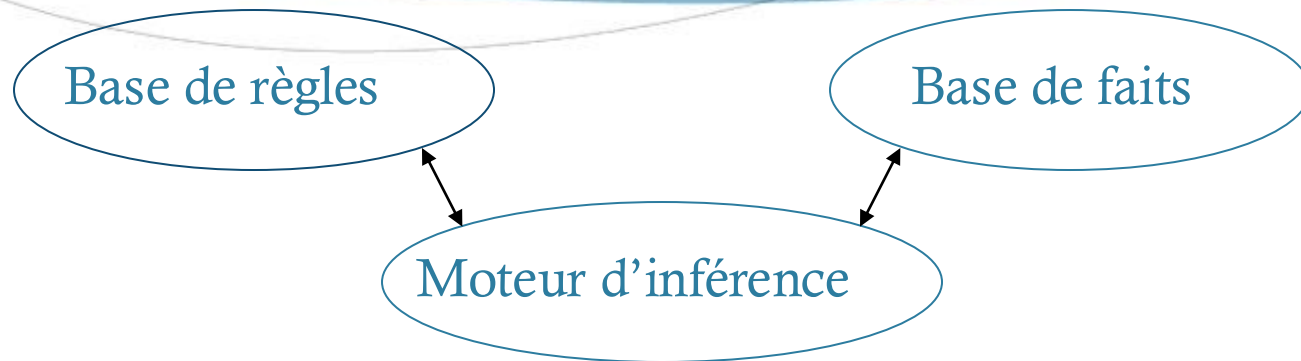 Base de règles
Base de faits
Moteur d’inférence